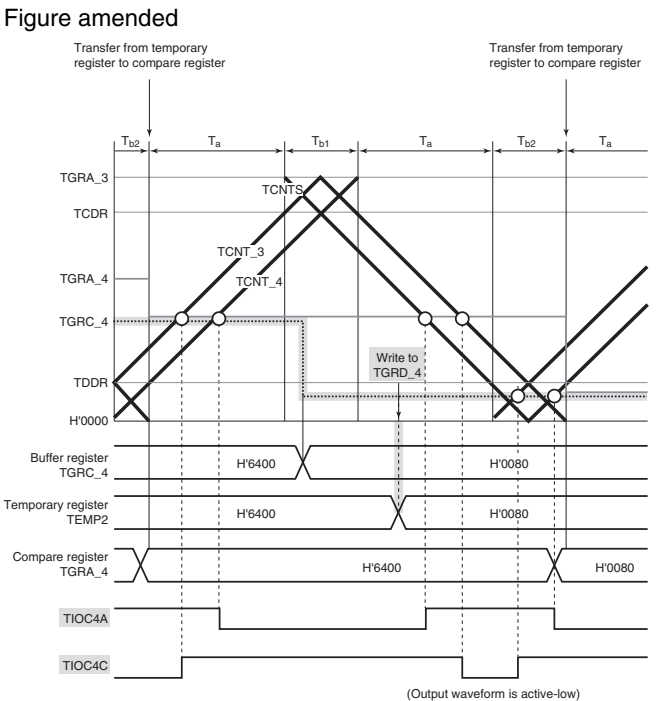 Figure amended
Transfer from temporary
register to compare register
Transfer from temporary
register to compare register
Tb2
Ta
Tb1
Ta
Tb2
Ta
TGRA_3
TCNTS
TCDR
TCNT_3
TGRA_4
TCNT_4
TGRC_4
Write to
TGRD_4
TDDR
H'0000
Buffer register
TGRC_4
H'6400
H'0080
Temporary register
TEMP2
H'6400
H'0080
Compare register
TGRA_4
H'6400
H'0080
TIOC4A
TIOC4C
(Output waveform is active-low)